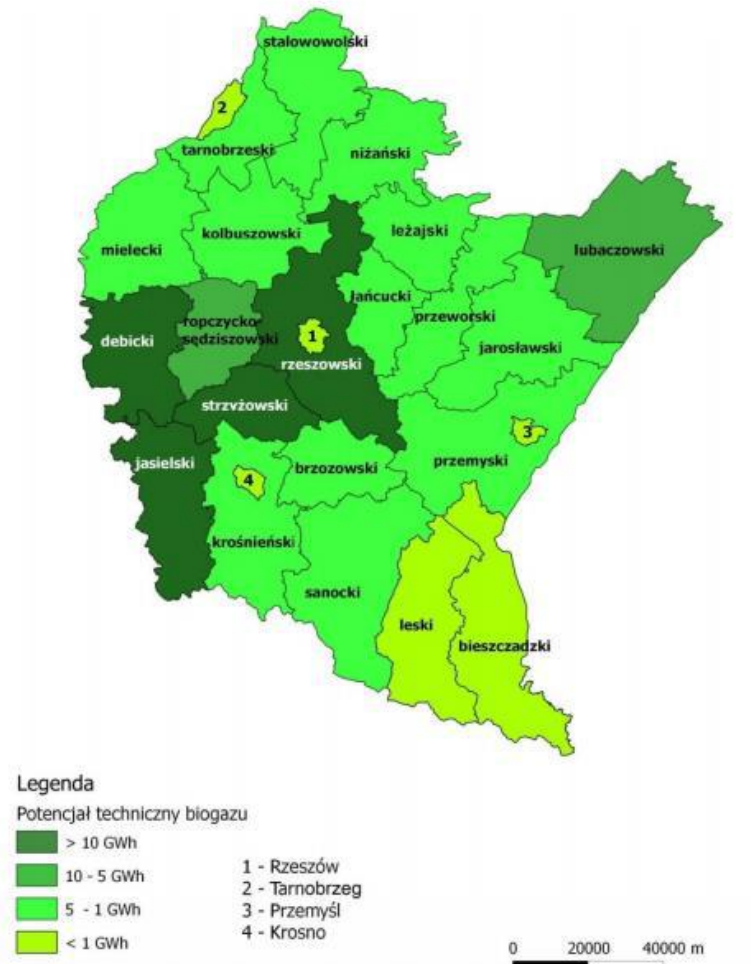 stalowowolski
2
tarnobrzeski
niżański
kolbuszowski
leżajski
mielecki
lubaczowski
łańcucki
ropczycko-
przeworski
debicki
sędziszowski
1
jarosławski
rzeszowski
strzyżowski
3
jasielski
brzozowski
przemyski
4
krośnieński
sanocki
leski
bieszczadzki
Legenda
Potencjał techniczny biogazu
> 10 GWh
10 - 5 GWh
5 - 1 GWh
< 1 GWh
1 - Rzeszów
2 - Tarnobrzeg
3 - Przemyśl
4 - Krosno
0 20000 40000 m